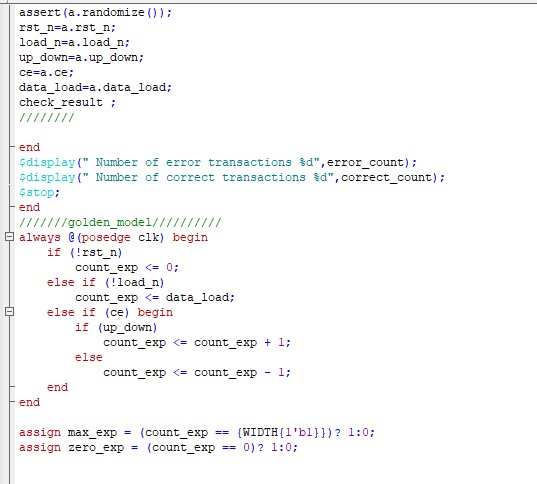 assert(a.randomize());
rst_n=a.rst_n;
load_n=a.load_n;
up_down=a.up_down;
ce=a.ce;
data_load=a.data_load;
check_result ;
////////
end
$display(" Number of error transactions %d",error_count);
$display(" Number of correct transactions %d",correct_count);
$stop;
end
///////golden_model//////////
always @(posedge clk) begin
    if (!rst_n)
        count_exp <= 0;
    else if (!load_n)
        count_exp <= data_load;
    else if (ce) begin
        if (up_down)
            count_exp <= count_exp + 1;
        else
            count_exp <= count_exp - 1;
    end
end
assign max_exp = (count_exp == {WIDTH{1'b1}})? 1:0;
assign zero_exp = (count_exp == 0)? 1:0;